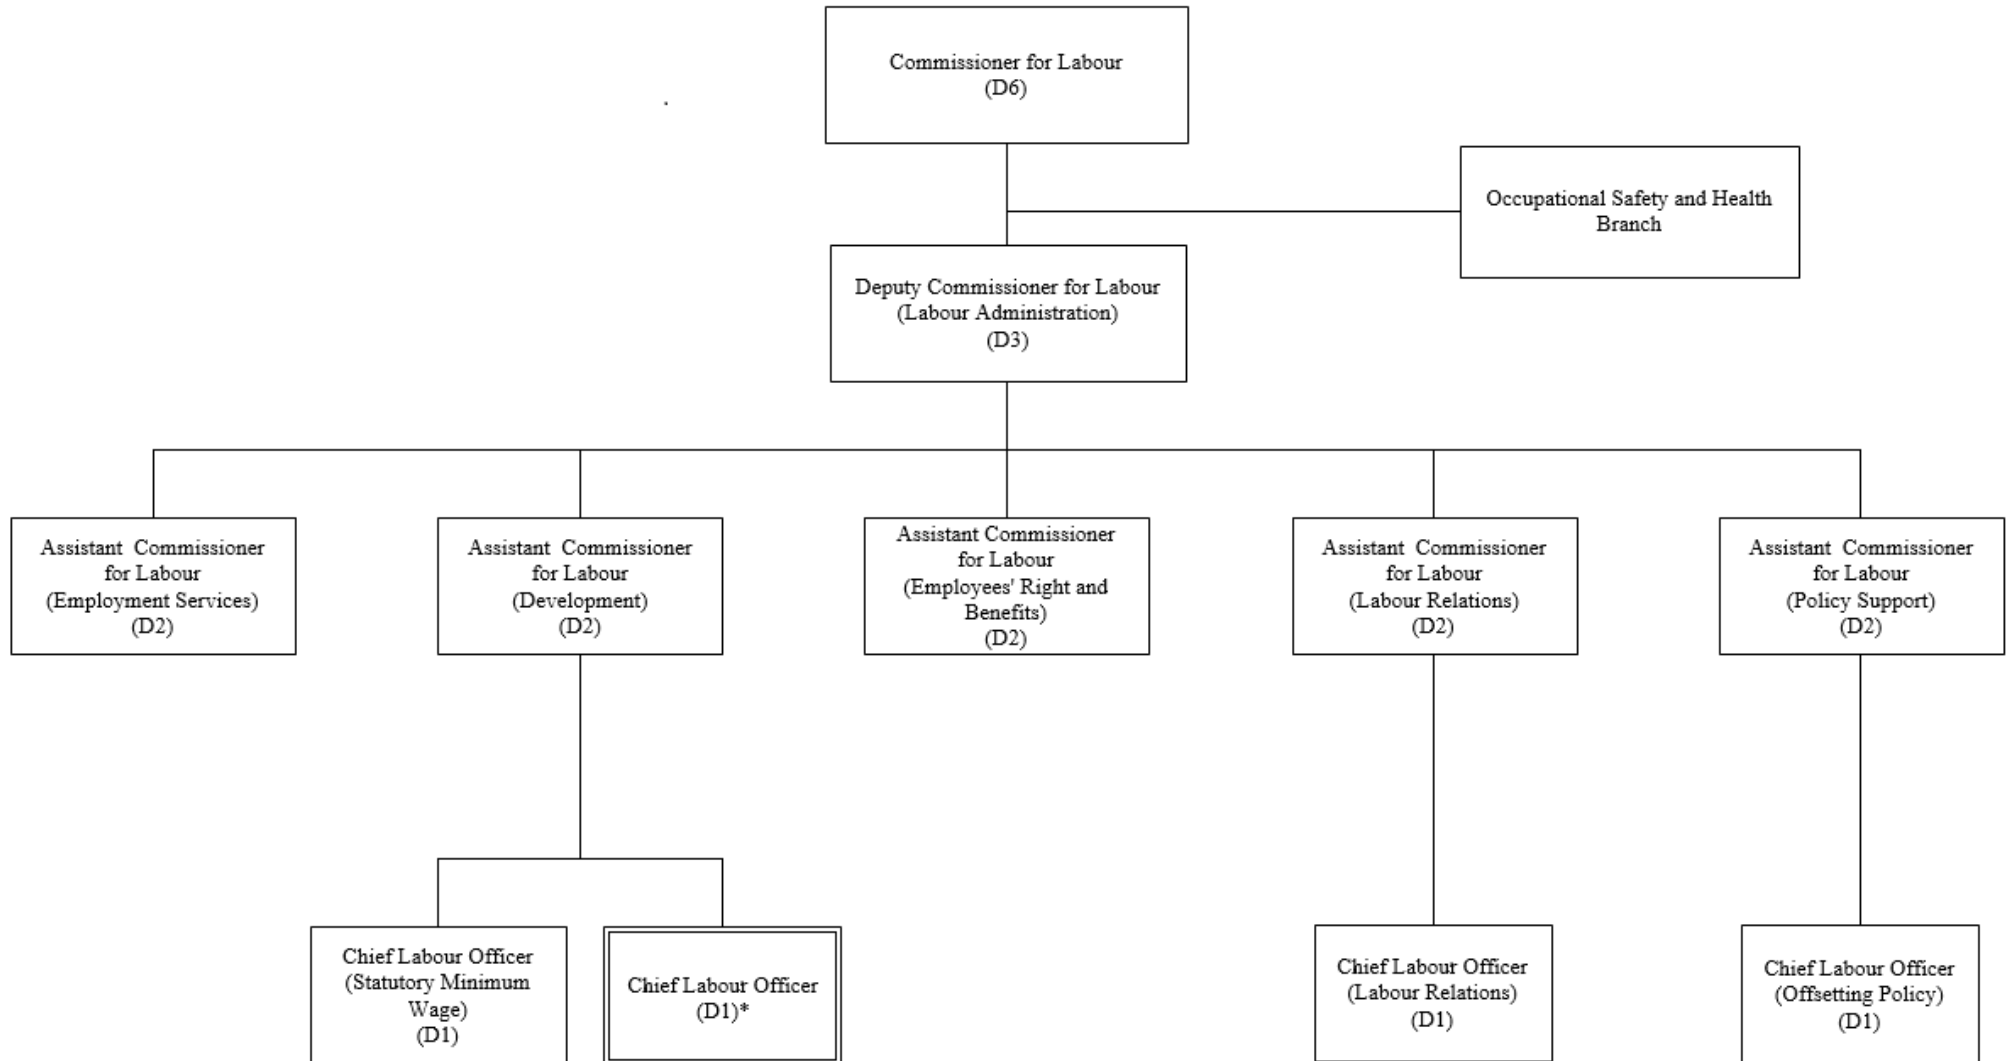 Commissioner for Labour
(D6)
Occupational Safety and Health
Branch
Deputy Commissioner for Labour
(Labour Administration)
(D3)
Assistant Commissioner
for Labour
(Employment Services)
(D2)
Assistant Commissioner
for Labour
(Development)
(D2)
Assistant Commissioner
for Labour
(Employees' Right and
Benefits)
(D2)
Assistant Commissioner
for Labour
(Labour Relations)
(D2)
Assistant Commissioner
for Labour
(Policy Support)
(D2)
Chief Labour Officer
(Statutory Minimum
Wage)
(D1)
Chief Labour Officer
(D1)*
Chief Labour Officer
(Labour Relations)
(D1)
Chief Labour Officer
(Offsetting Policy)
(D1)